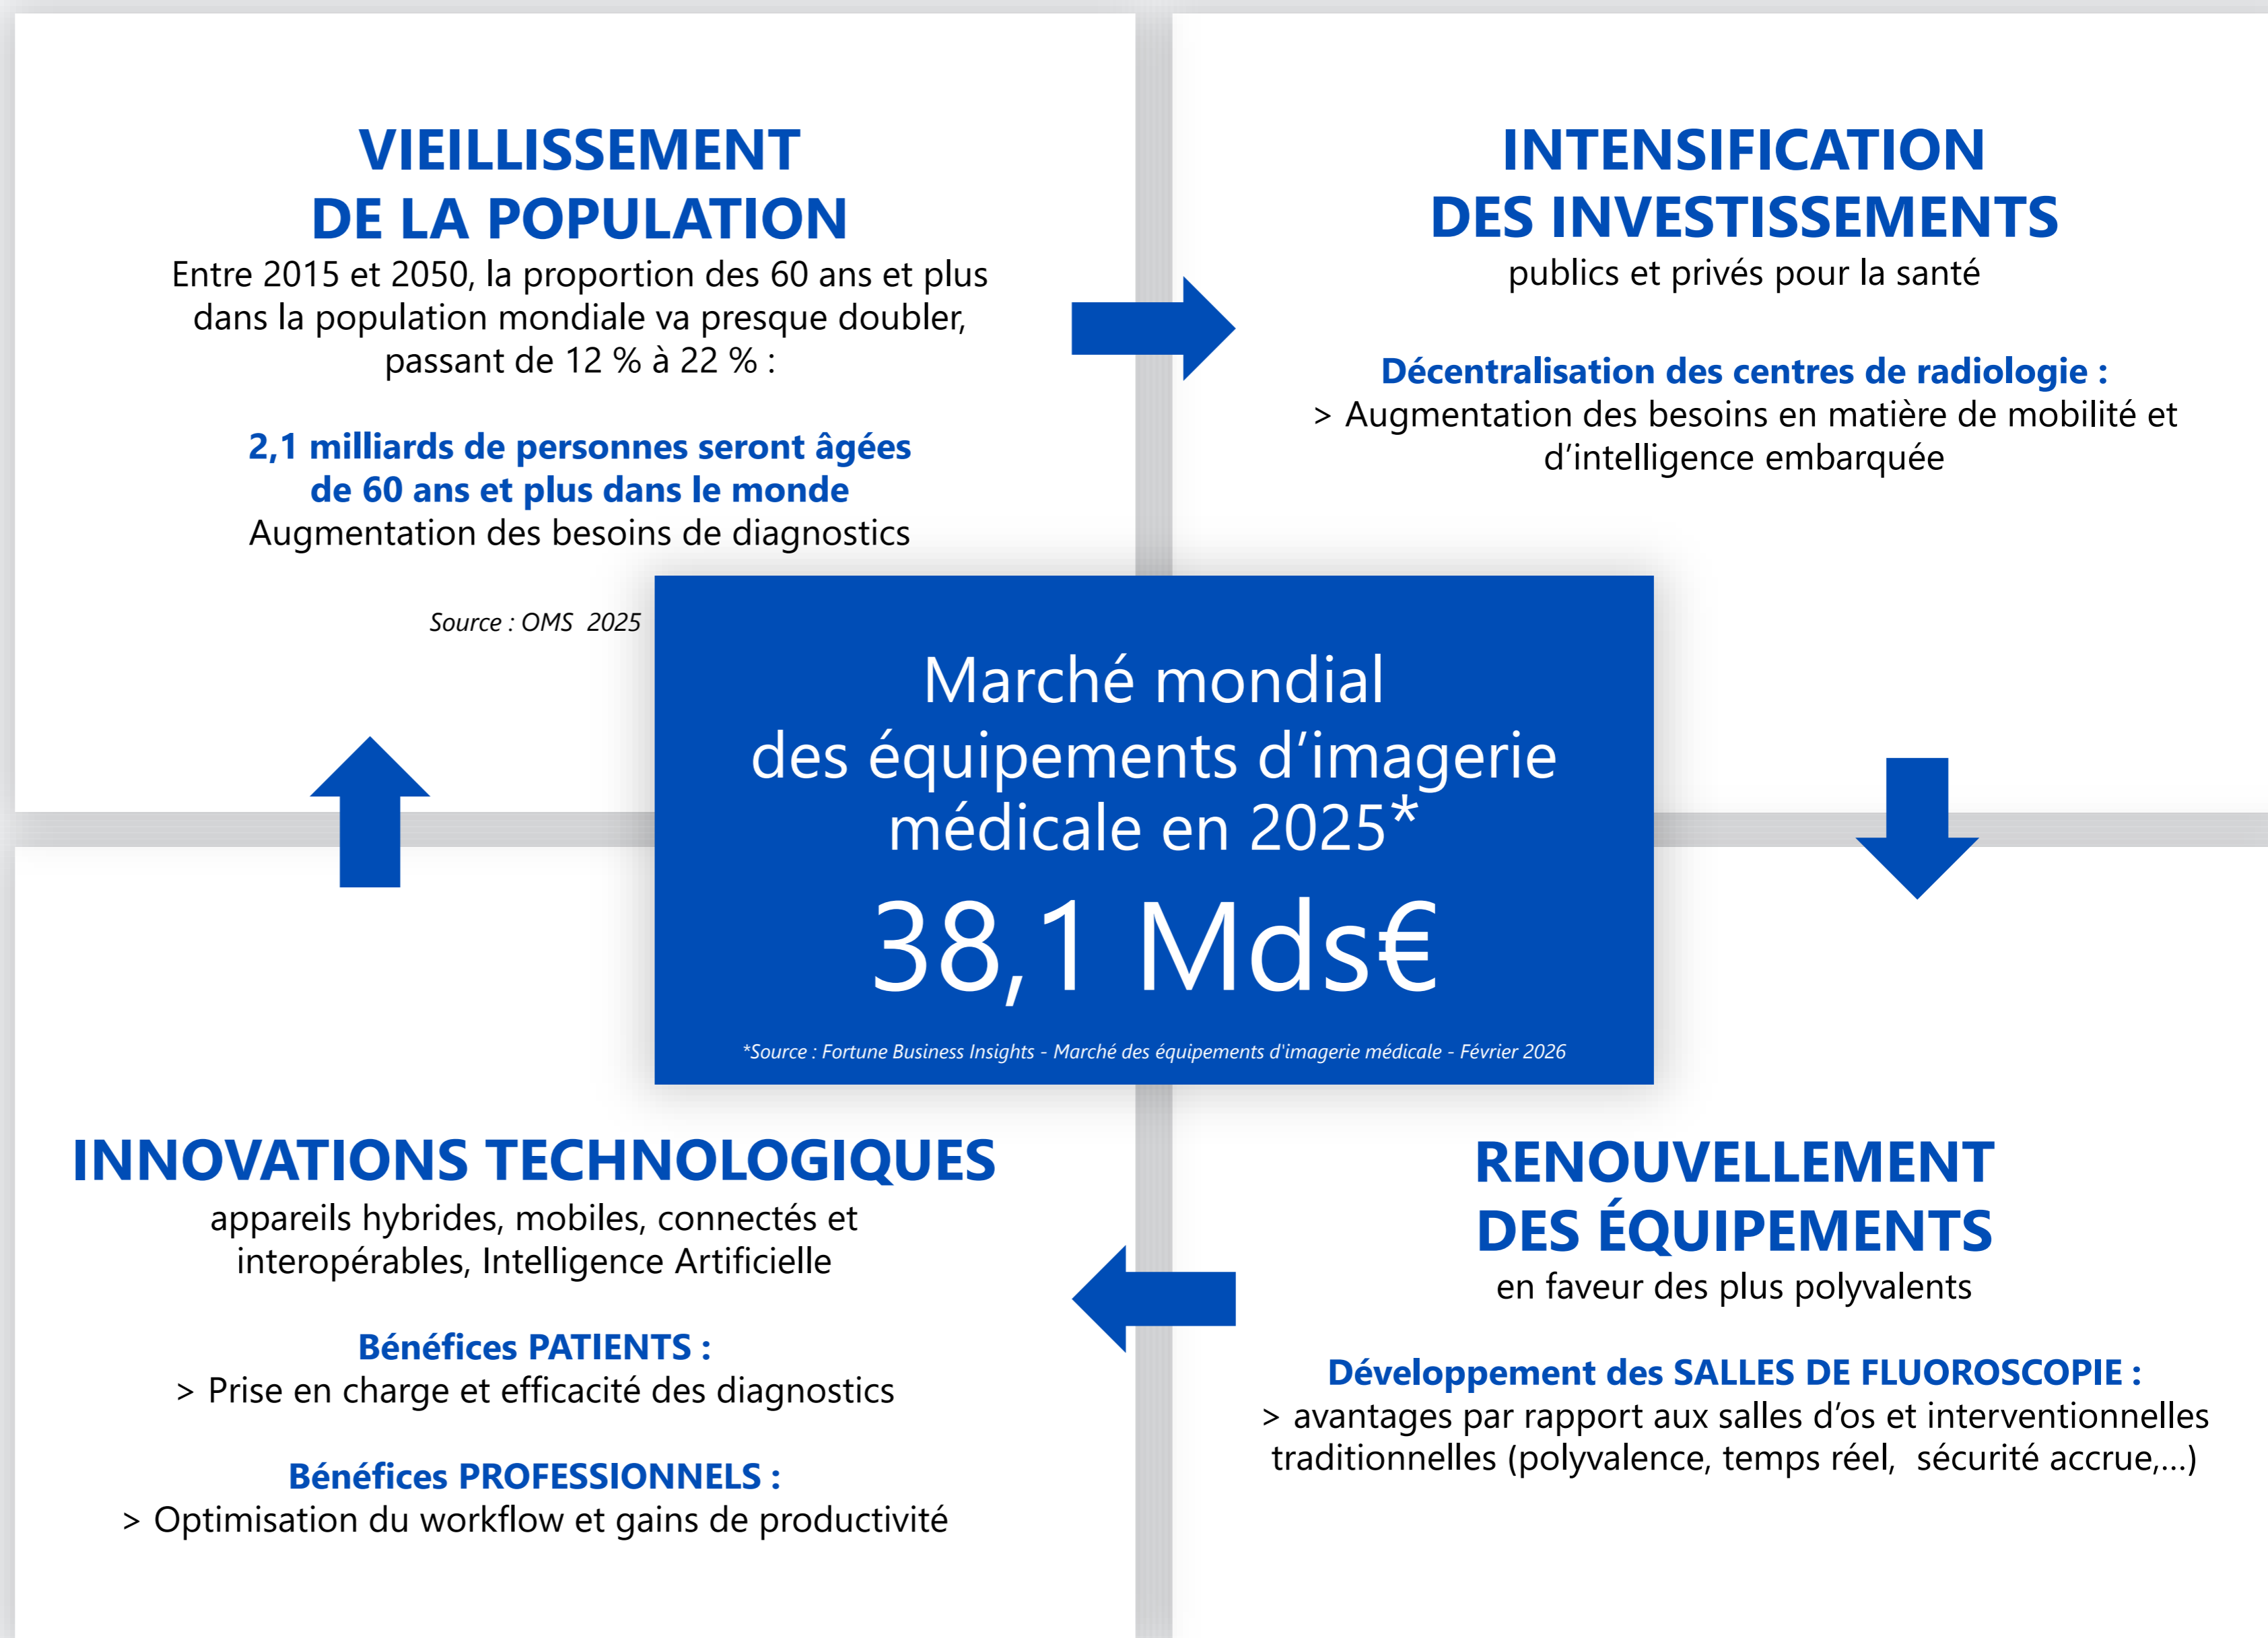 VIEILLISSEMENT
DE LA POPULATION
Entre 2015 et 2050, la proportion des 60 ans et plus
dans la population mondiale va presque doubler,
passant de 12 % à 22 % :
2,1 milliards de personnes seront âgées
de 60 ans et plus dans le monde
Augmentation des besoins de diagnostics
Source : OMS 2025
INTENSIFICATION
DES INVESTISSEMENTS
publics et privés pour la santé
Décentralisation des centres de radiologie :
> Augmentation des besoins en matière de mobilité et
d’intelligence embarquée
Marché mondial
des équipements d’imagerie
médicale en 2025*
38,1 Mds€
*Source : Fortune Business Insights - Marché des équipements d'imagerie médicale - Février 2026
INNOVATIONS TECHNOLOGIQUES
appareils hybrides, mobiles, connectés et
interopérables, Intelligence Artificielle
Bénéfices PATIENTS :
> Prise en charge et efficacité des diagnostics
Bénéfices PROFESSIONNELS :
> Optimisation du workflow et gains de productivité
RENOUVELLEMENT
DES ÉQUIPEMENTS
en faveur des plus polyvalents
Développement des SALLES DE FLUOROSCOPIE :
> avantages par rapport aux salles d’os et interventionnelles
traditionnelles (polyvalence, temps réel, sécurité accrue,...)